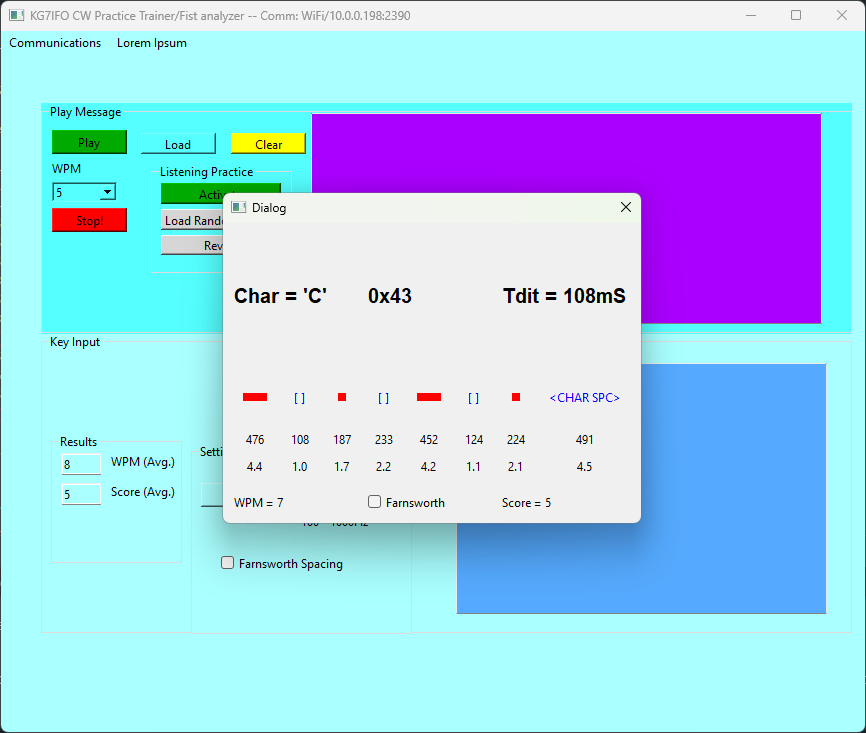 KG7IFO CW Practice Trainer/Fist analyzer -- Comm: WiFi/10.0.0.198:2390
Communications Lorem Ipsum
Play Message
Play Load Clear
WPM
Listening Practice
5
Stop!
Load
Dialog
Char = 'C' 0x43 Tdit = 108mS
Key Input
[ ] [ ] [ ] <CHAR SPC>
476 108 187 233 452 124 224 491
4.4 1.0 1.7 2.2 4.2 1.1 2.1 4.5
WPM = 7 Farnsworth Score = 5
Results
8 WPM (Avg.)
5 Score (Avg.)
Farnsworth Spacing